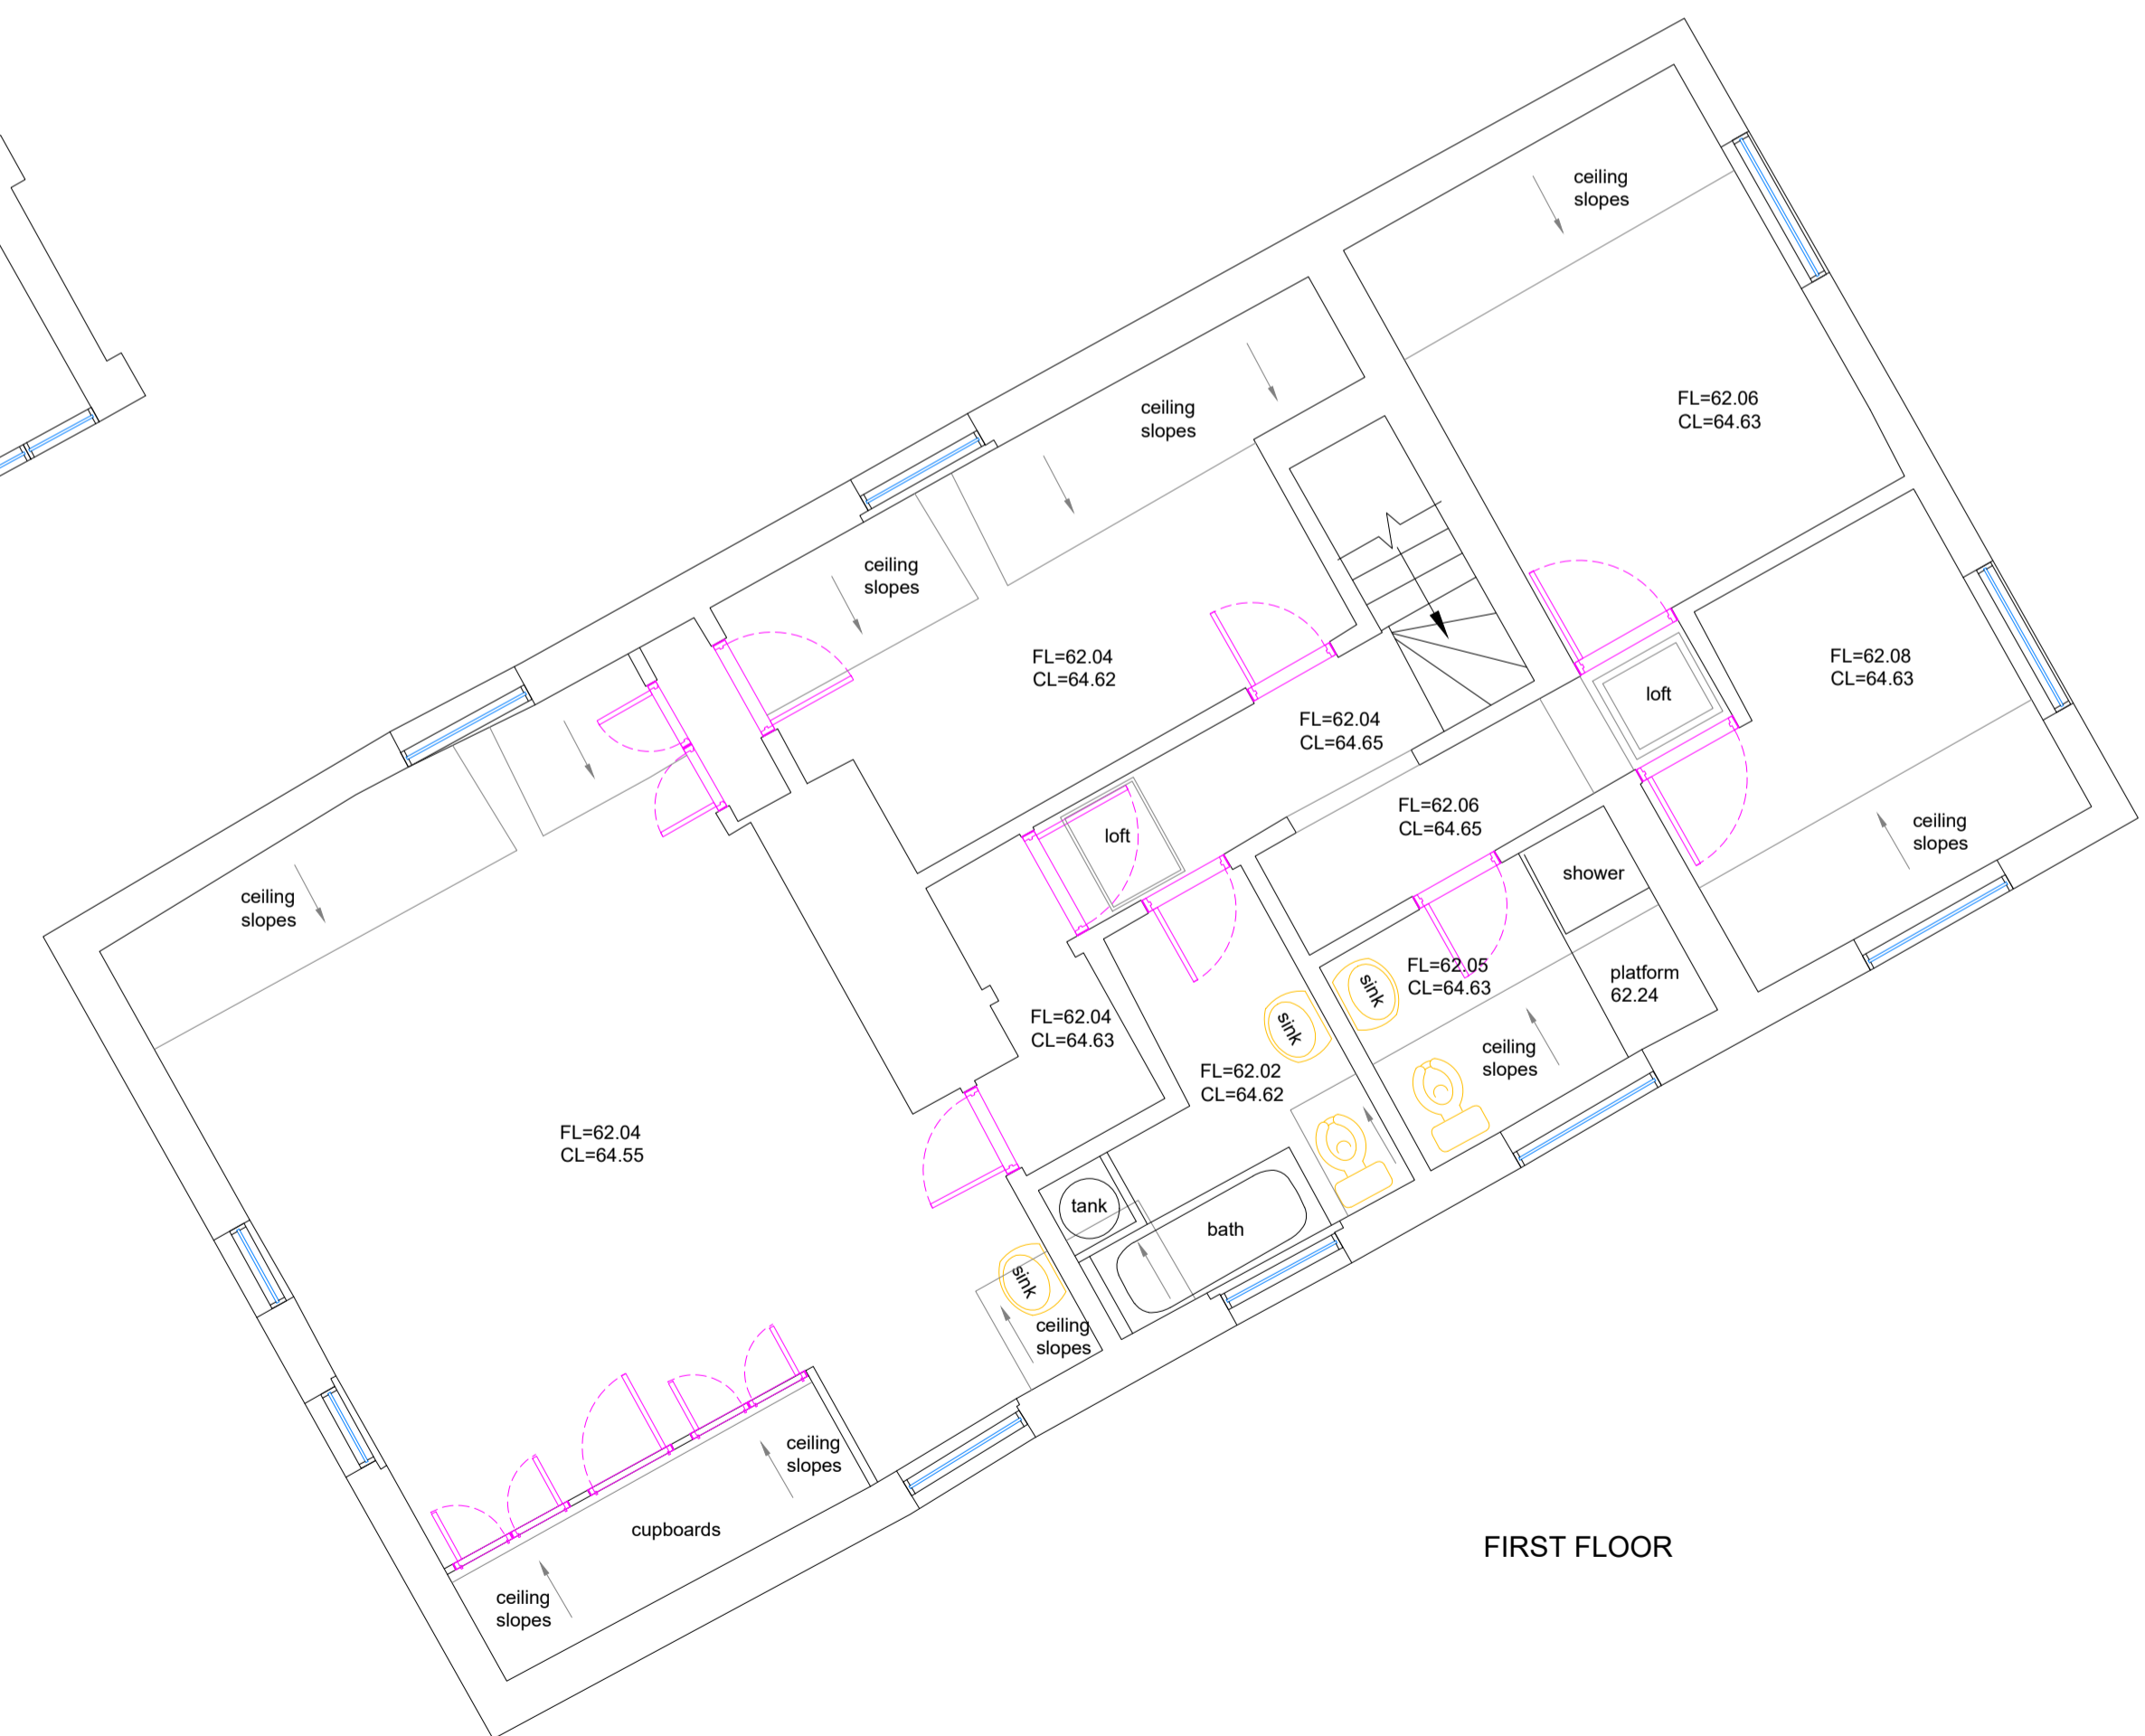 ceiling
slopes
ceiling
slopes
FL=62.06
CL=64.63
ceiling
slopes
FL=62.04
CL=64.62
FL=62.08
CL=64.63
loft
FL=62.04
CL=64.65
FL=62.06
CL=64.65
ceiling
slopes
loft
shower
ceiling
slopes
FL=62.05
CL=64.63
platform
62.24
sink
sink
FL=62.04
CL=64.63
ceiling
slopes
FL=62.02
CL=64.62
FL=62.04
CL=64.55
tank
bath
sink
ceiling
slopes
ceiling
slopes
cupboards
FIRST FLOOR
ceiling
slopes